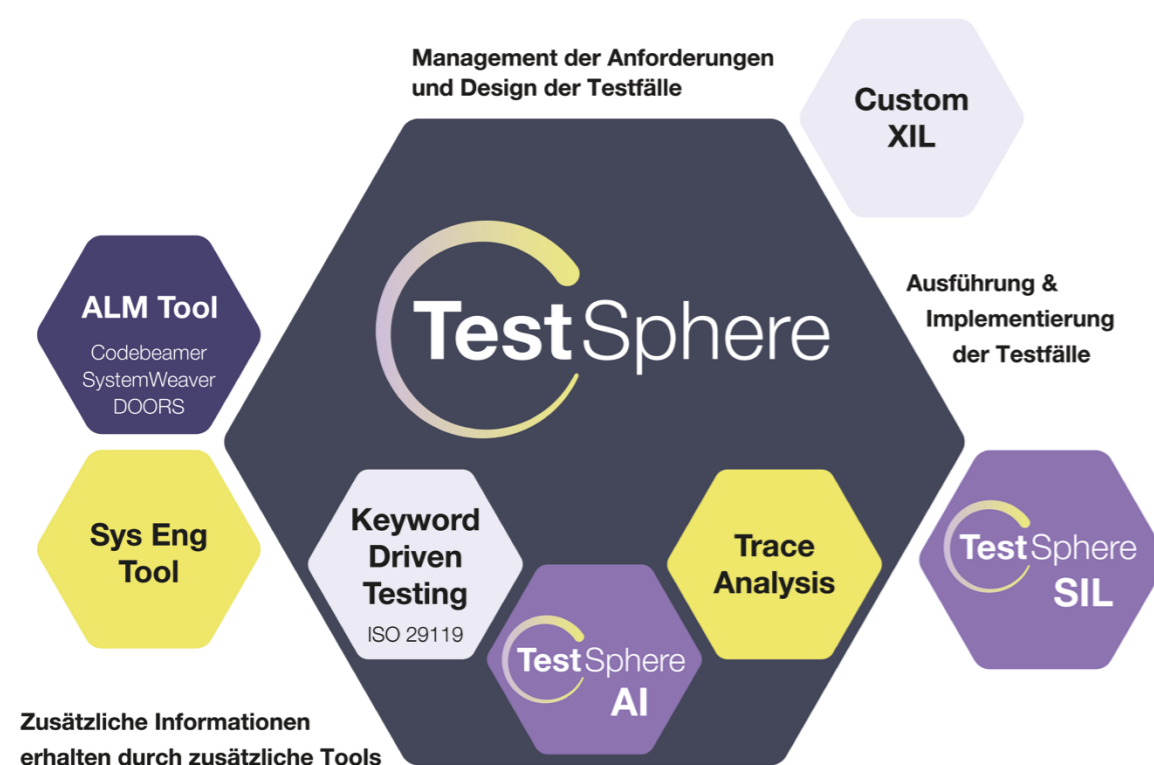 Management der Anforderungen
und Design der Testfälle
Custom
XIL
ALM Tool
Codebeamer
SystemWeaver
DOORS
TestSphere
Ausführung &
Implementierung
der Testfälle
Sys Eng
Tool
Keyword
Driven
Testing
ISO 29119
TestSphere
AI
Trace
Analysis
TestSphere
SIL
Zusätzliche Informationen
erhalten durch zusätzliche Tools